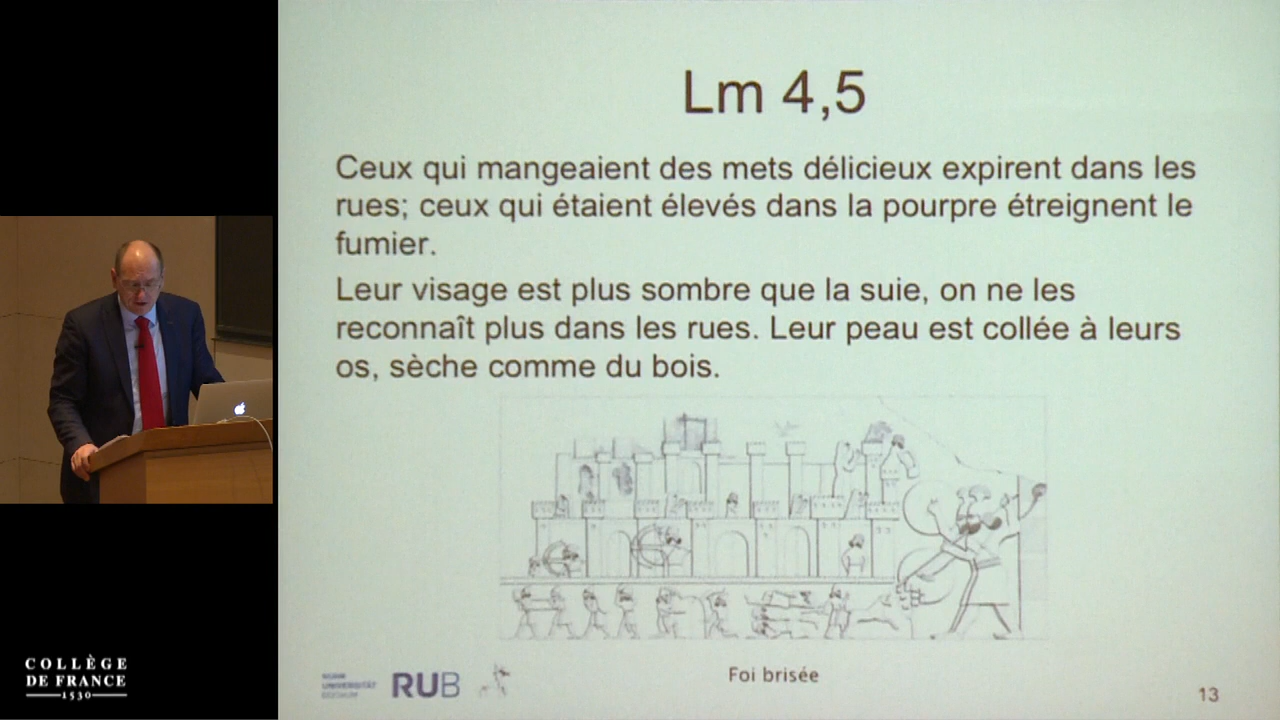 Lm 4,5
Ceux qui mangeaient des mets délicieux expirent dans les
rues; ceux qui étaient élevés dans la pourpre étreignent le
fumier.
Leur visage est plus sombre que la suie, on ne les
reconnaît plus dans les rues. Leur peau est collée à leurs
os, sèche comme du bois.
UNIVERSITÄT
RUB
Foi brisée
13
COLLÈGE
DE FRANCE
1530